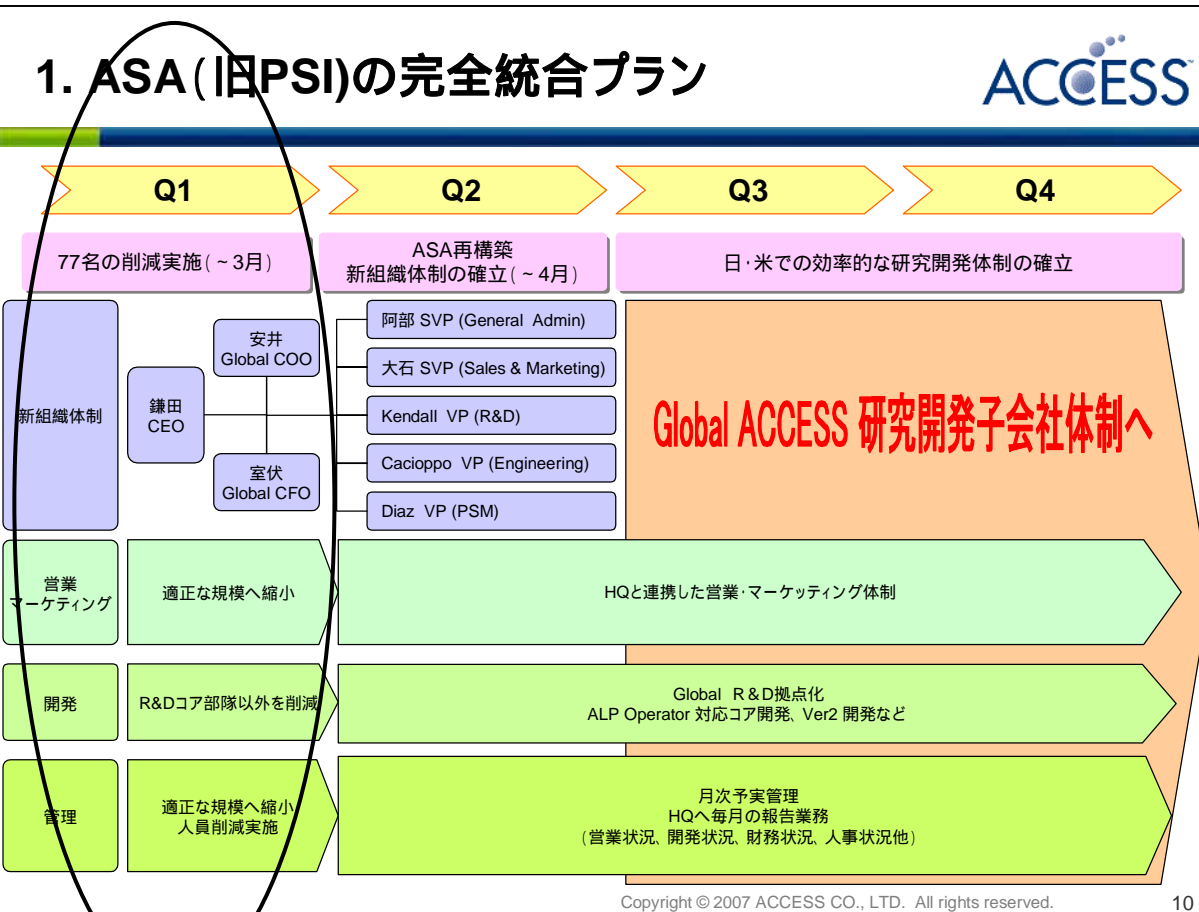 1. ASA(旧PSI)の完全統合プラン
ACCESS™
Q1
Q2
Q3
Q4
77名の削減実施(~3月)
ASA再構築
新組織体制の確立(~4月)
日・米での効率的な研究開発体制の確立
新組織体制
鎌田
CEO
安井
Global COO
室伏
Global CFO
阿部 SVP (General Admin)
大石 SVP (Sales & Marketing)
Kendall VP (R&D)
Cacioppo VP (Engineering)
Diaz VP (PSM)
Global ACCESS 研究開発子会社体制へ
営業
マーケティング
適正な規模へ縮小
HQと連携した営業・マーケッティング体制
開発
R&Dコア部隊以外を削減
Global R&D拠点化
ALP Operator 対応コア開発、Ver2 開発など
管理
適正な規模へ縮小
人員削減実施
月次予実管理
HQへ毎月の報告業務
(営業状況、開発状況、財務状況、人事状況他)
Copyright © 2007 ACCESS CO., LTD. All rights reserved.
10